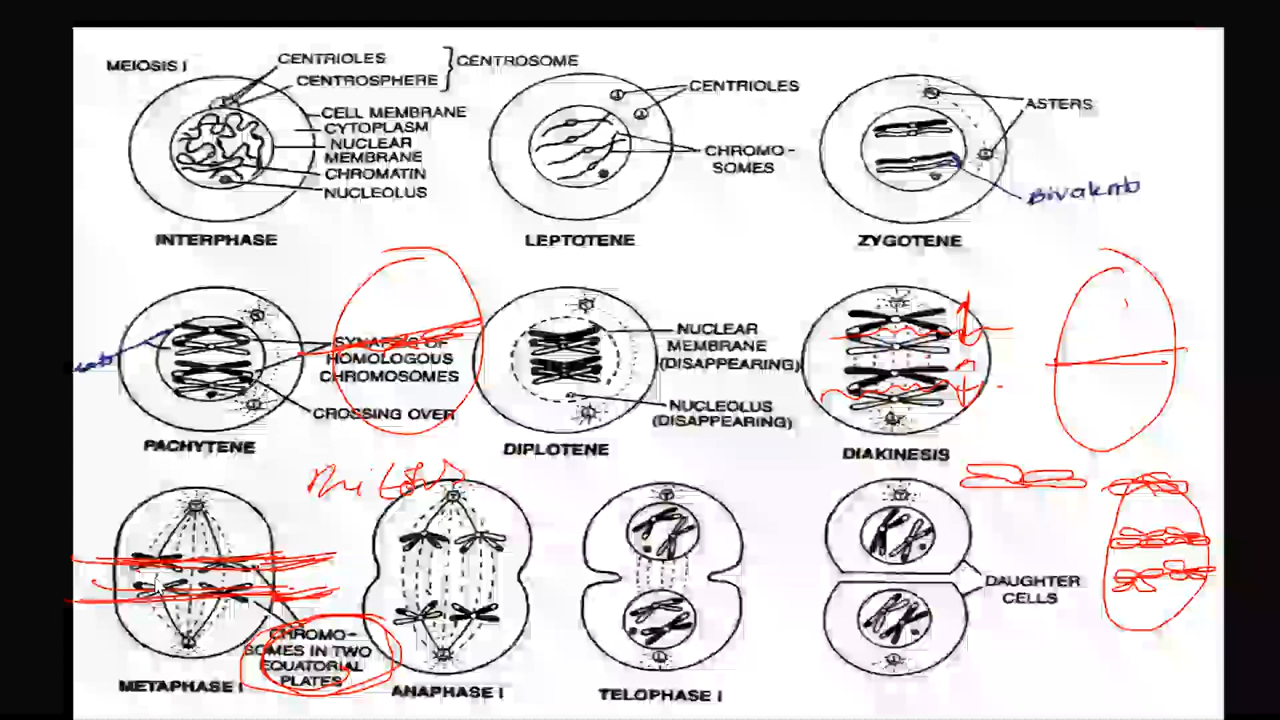 MEIOSIS I
CENTRIOLES
CENTROSPHERE
CENTROSOME
CELL MEMBRANE
CYTOPLASM
NUCLEAR
MEMBRANE
CHROMATIN
NUCLEOLUS
INTERPHASE
CENTRIOLES
CHROMO-
SOMES
LEPTOTENE
ASTERS
ZYGOTENE
SYNAPSIS OF
HOMOLOGOUS
CHROMOSOMES
CROSSING OVER
PACHYTENE
NUCLEAR
MEMBRANE
(DISAPPEARING)
NUCLEOLUS
(DISAPPEARING)
DIPLOTENE
DIAKINESIS
CHROMO-
SOMES IN TWO
EQUATORIAL
PLATES
METAPHASE I
ANAPHASE I
TELOPHASE I
DAUGHTER
CELLS